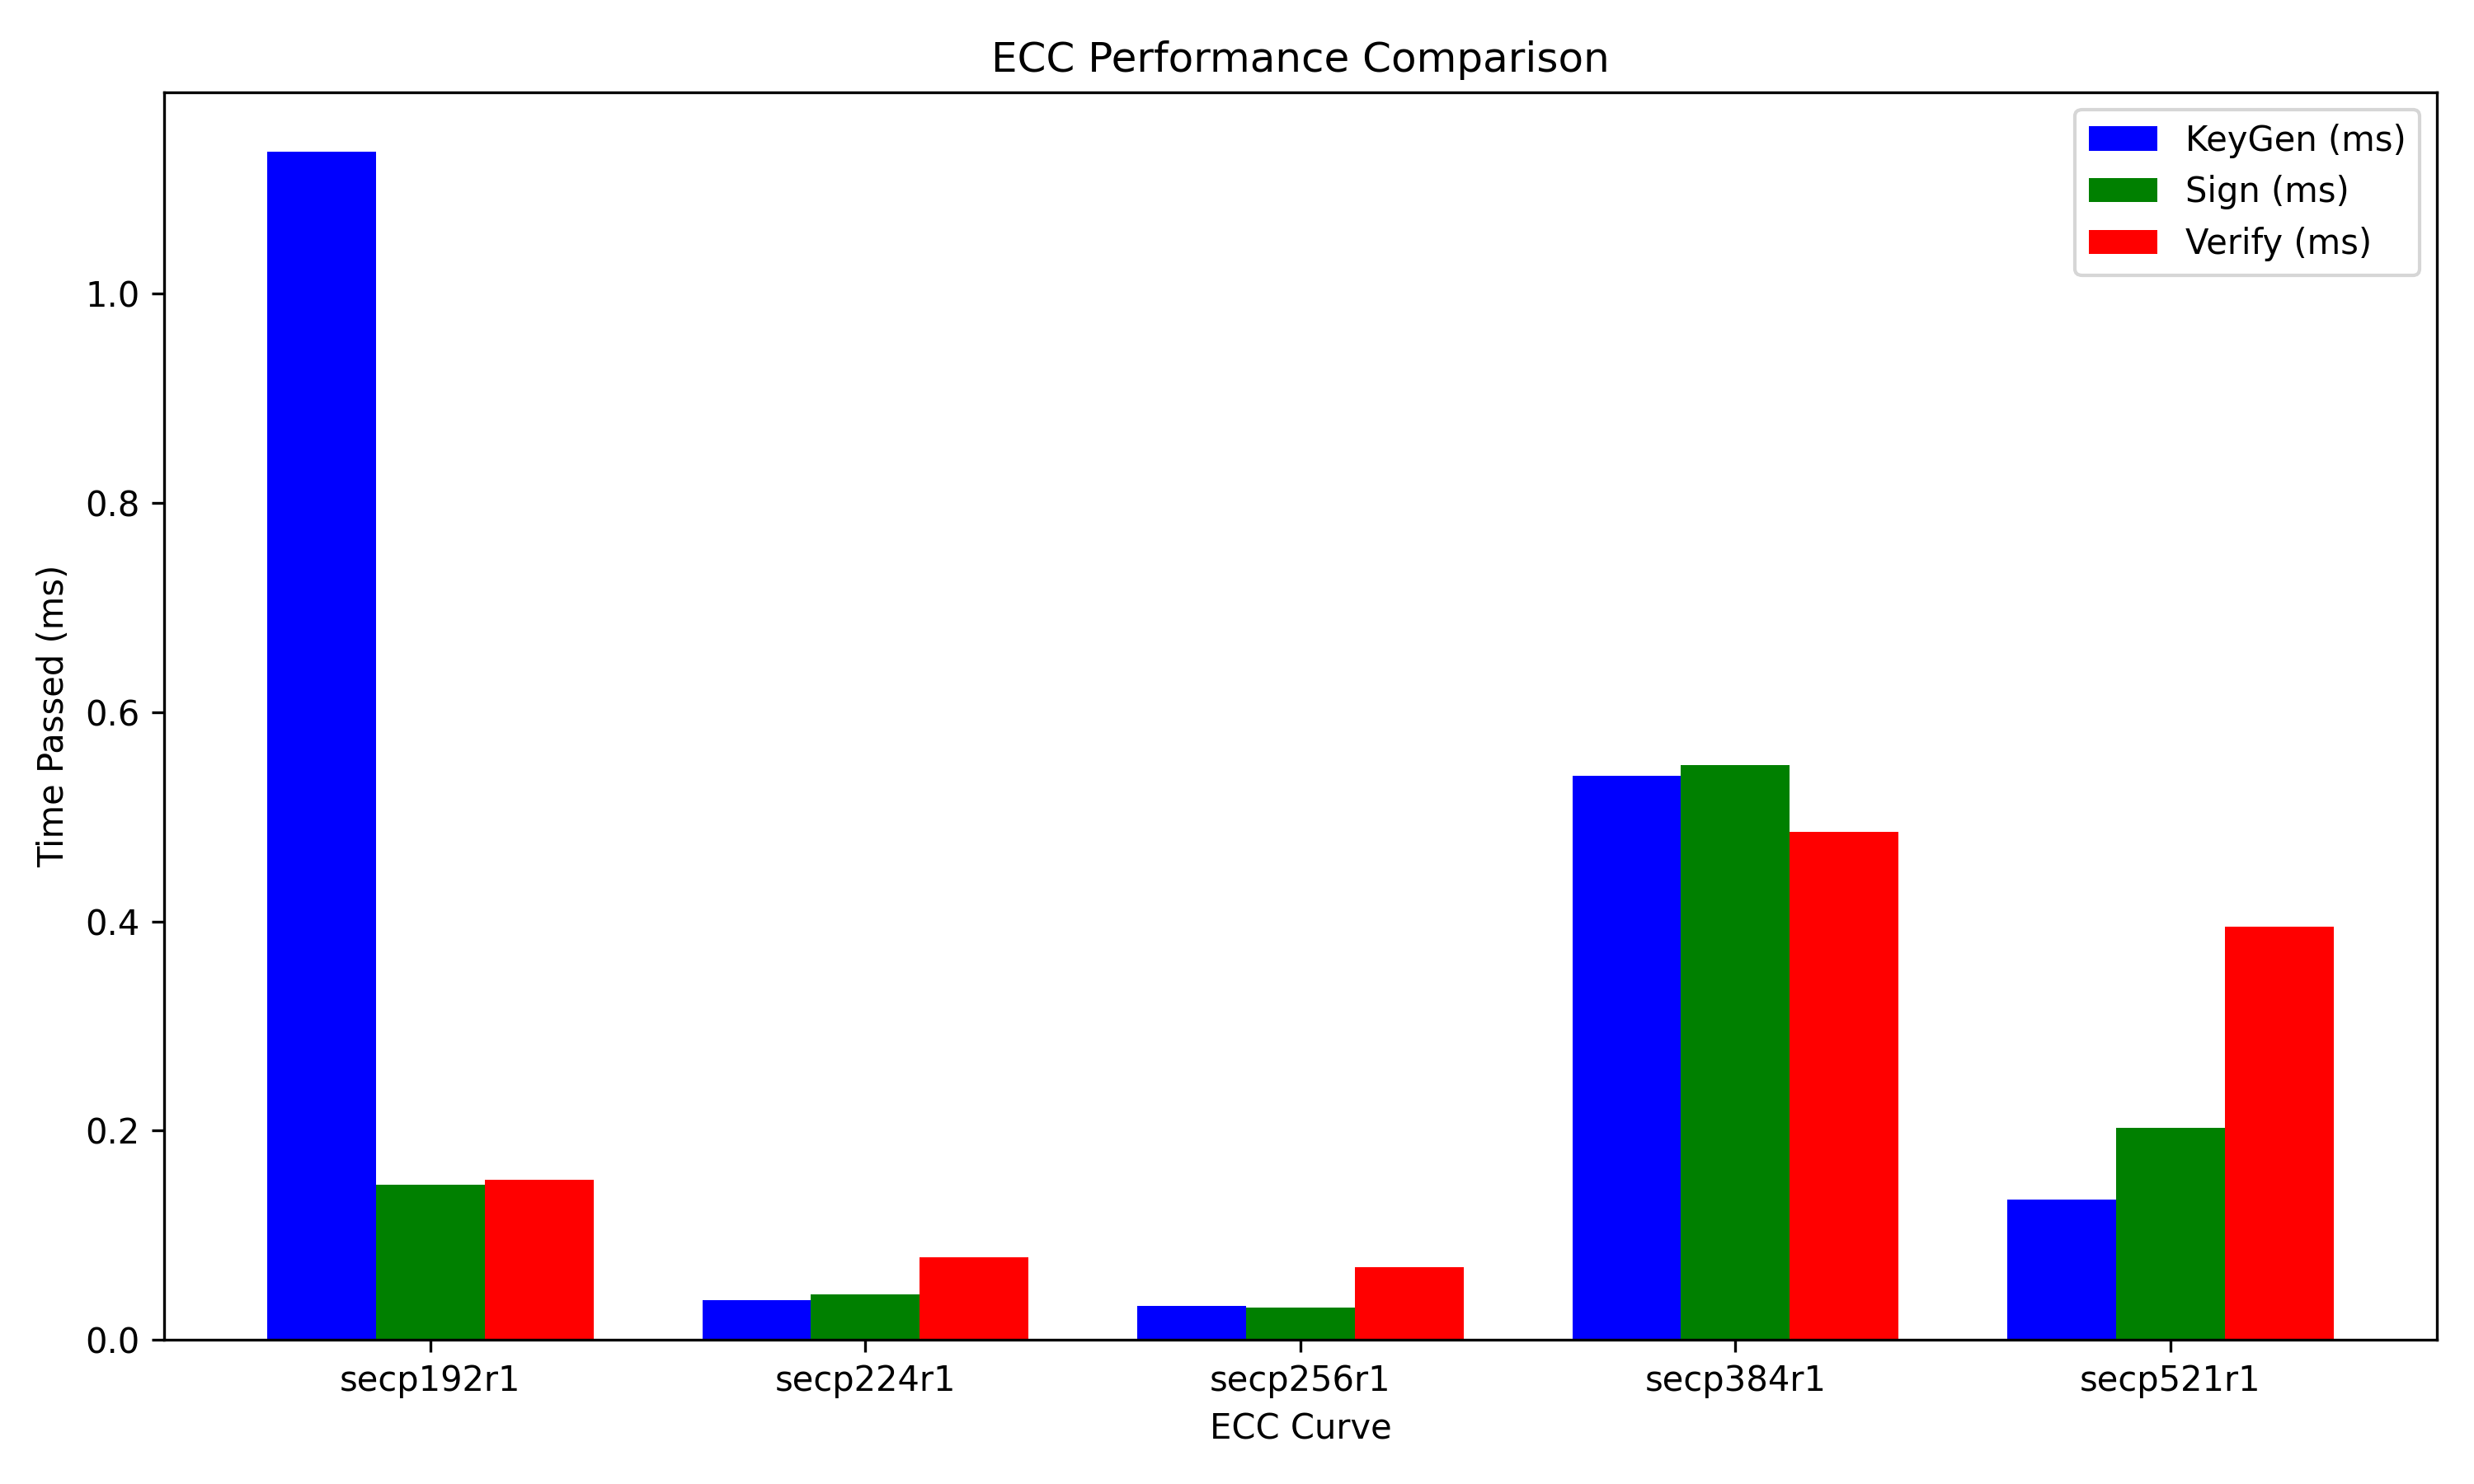 ECC Performance Comparison
KeyGen (ms)
Sign (ms)
Verify (ms)
Time Passed (ms)
1.0
0.8
0.6
0.4
0.2
0.0
secp192r1 secp224r1 secp256r1 secp384r1 secp521r1
ECC Curve